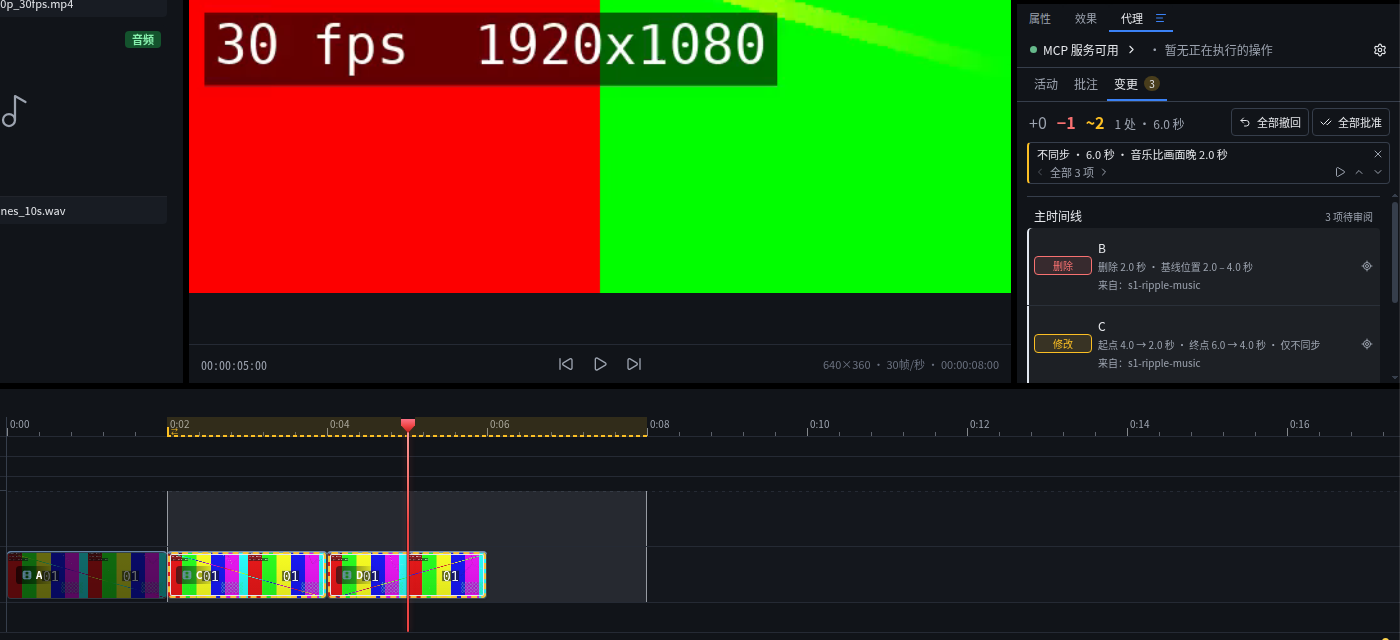 0p_30fps.mp4
音频
nes_10s.wav
30 fps 1920x1080
00:00:05:00
640×360 • 30帧/秒 • 00:00:08:00
属性 效果 代理
MCP 服务可用 • 暂无正在执行的操作
活动 批注 变更 3
+0 −1 ~2 1 处 • 6.0 秒 全部撤回 全部批准
不同步 • 6.0 秒 • 音乐比画面晚 2.0 秒
全部 3 项
主时间线 3 项待审阅
B
删除 删除 2.0 秒 • 基线位置 2.0 – 4.0 秒
来自：s1-ripple-music
C
修改 起点 4.0 → 2.0 秒 • 终点 6.0 → 4.0 秒 • 仅不同步
来自：s1-ripple-music
0:00 0:02 0:04 0:06 0:08 0:10 0:12 0:14 0:16
A 01 01 C 01 01 D 01 01